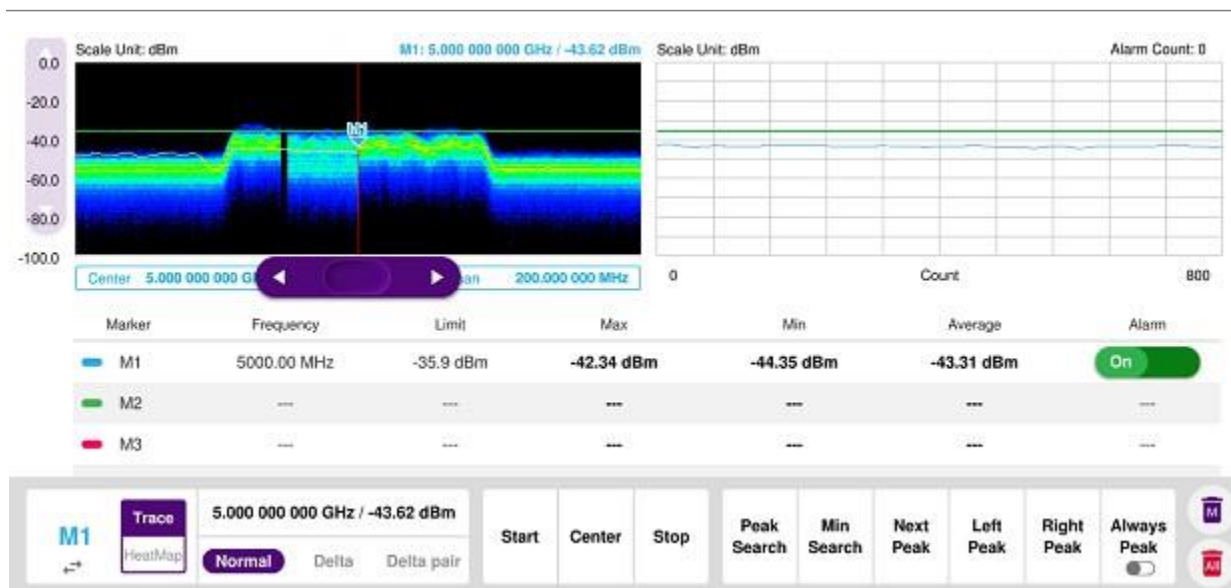 Scale Unit: dBm
M1: 5.000 000 000 GHz / -43.62 dBm
Scale Unit: dBm
Alarm Count: 0
0.0
-20.0
-40.0
-60.0
-80.0
-100.0
M1
Center 5.000 000 000 G
an 200.000 000 MHz
0 Count 800
Marker Frequency Limit Max Min Average Alarm
M1 5000.00 MHz -35.9 dBm -42.34 dBm -44.35 dBm -43.31 dBm On
M2 --- --- --- --- --- ---
M3 --- --- --- --- --- ---
M1
Trace
HeatMap
5.000 000 000 GHz / -43.62 dBm
Normal Delta Delta pair
Start Center Stop
Peak Search
Min Search
Next Peak
Left Peak
Right Peak
Always Peak
M
All